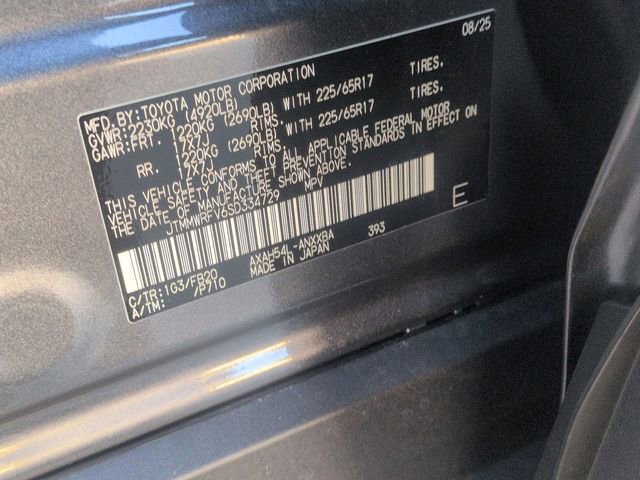 MFD.BY:TOYOTA MOTOR CORPORATION 08/25
GVWR:2230KG (4920LB)
GAWR:FRT. 1220KG (2690LB) WITH 225/65R17 TIRES.
17X7J RIMS.
RR. 1220KG (2690LB) WITH 225/65R17 TIRES.
17X7J RIMS.
THIS VEHICLE CONFORMS TO ALL APPLICABLE FEDERAL MOTOR
VEHICLE SAFETY AND THEFT PREVENTION STANDARDS IN EFFECT ON
THE DATE OF MANUFACTURE SHOWN ABOVE.
JTMMWRFV6SD334729 MPV
E
C/TR:1G3/FB20 AXAH54L-ANXXBA 393
A/TM: /P710 MADE IN JAPAN